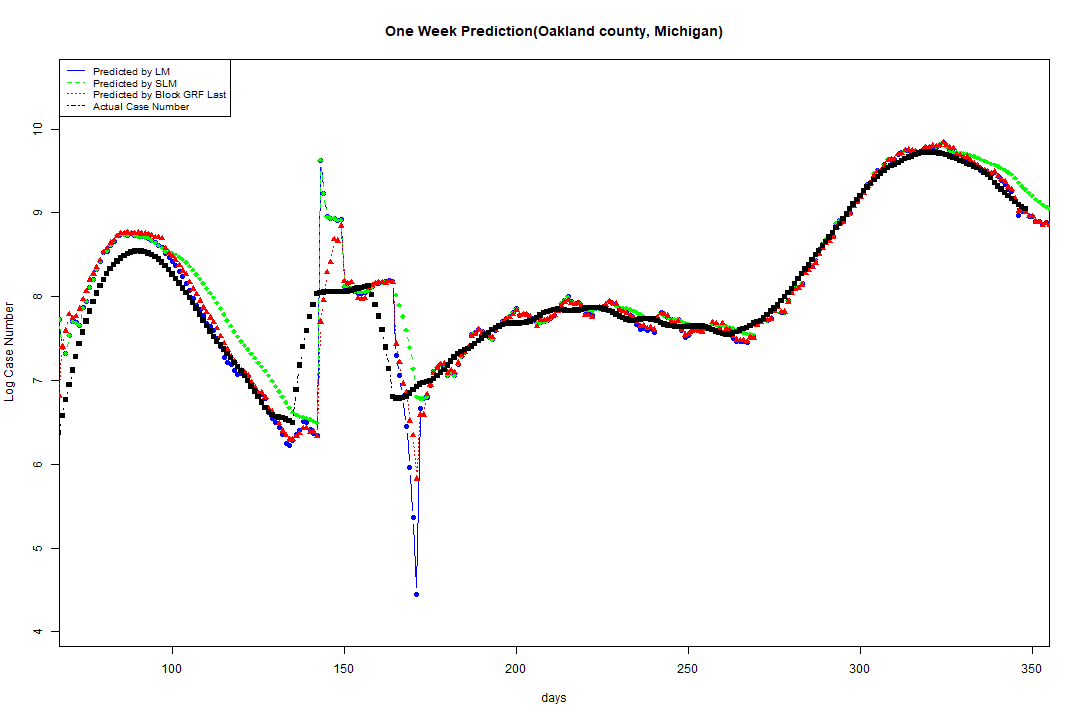 One Week Prediction(Oakland county, Michigan)
Predicted by LM
Predicted by SLM
Predicted by Block GRF Last
Actual Case Number
10
9
8
7
6
5
4
Log Case Number
100 150 200 250 300 350
days